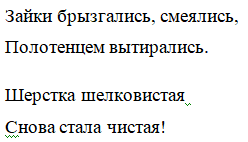 Зайки брызгались, смеялись,
Полотенцем вытирались.
Шерстка шелковистая
Снова стала чистая!